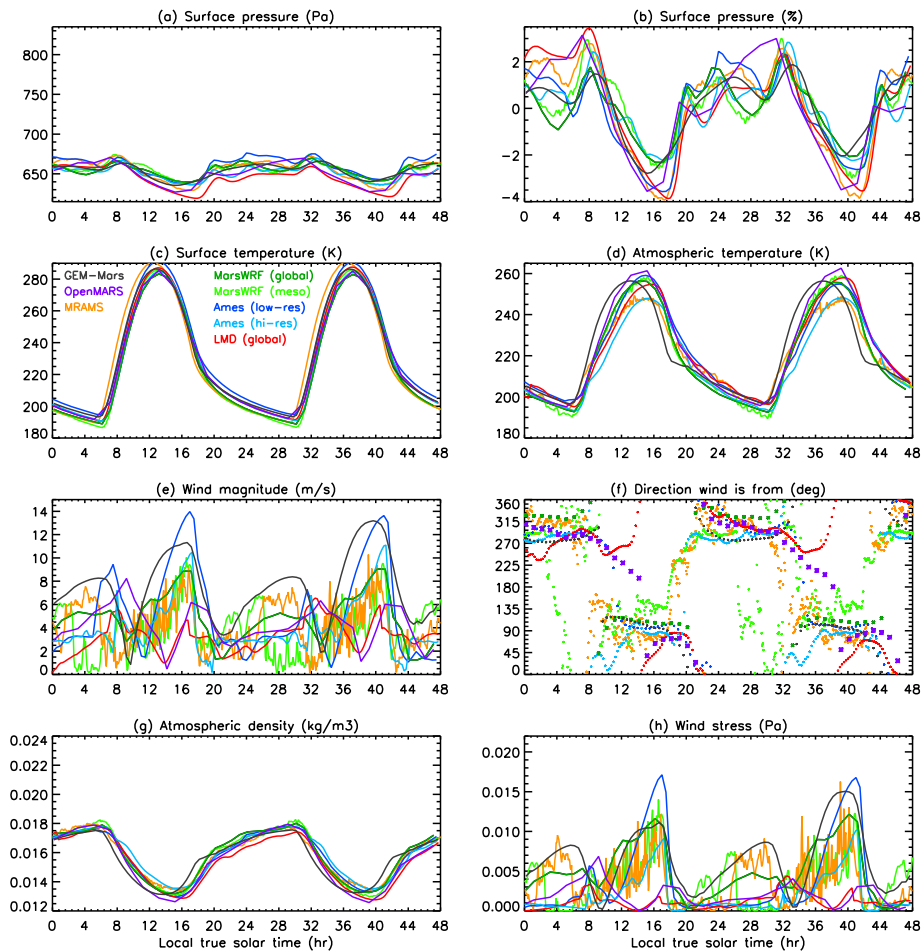 (a) Surface pressure (Pa)
800
750
700
650
0 4 8 12 16 20 24 28 32 36 40 44 48
(b) Surface pressure (%)
2
0
−2
−4
0 4 8 12 16 20 24 28 32 36 40 44 48
(c) Surface temperature (K)
GEM−Mars
OpenMARS
MRAMS
MarsWRF (global)
MarsWRF (meso)
Ames (low−res)
Ames (hi−res)
LMD (global)
280
260
240
220
200
180
0 4 8 12 16 20 24 28 32 36 40 44 48
(d) Atmospheric temperature (K)
260
240
220
200
180
0 4 8 12 16 20 24 28 32 36 40 44 48
(e) Wind magnitude (m/s)
14
12
10
8
6
4
2
0
0 4 8 12 16 20 24 28 32 36 40 44 48
(f) Direction wind is from (deg)
360
315
270
225
180
135
90
45
0
0 4 8 12 16 20 24 28 32 36 40 44 48
(g) Atmospheric density (kg/m3)
0.024
0.022
0.020
0.018
0.016
0.014
0.012
0 4 8 12 16 20 24 28 32 36 40 44 48
Local true solar time (hr)
(h) Wind stress (Pa)
0.020
0.015
0.010
0.005
0.000
0 4 8 12 16 20 24 28 32 36 40 44 48
Local true solar time (hr)